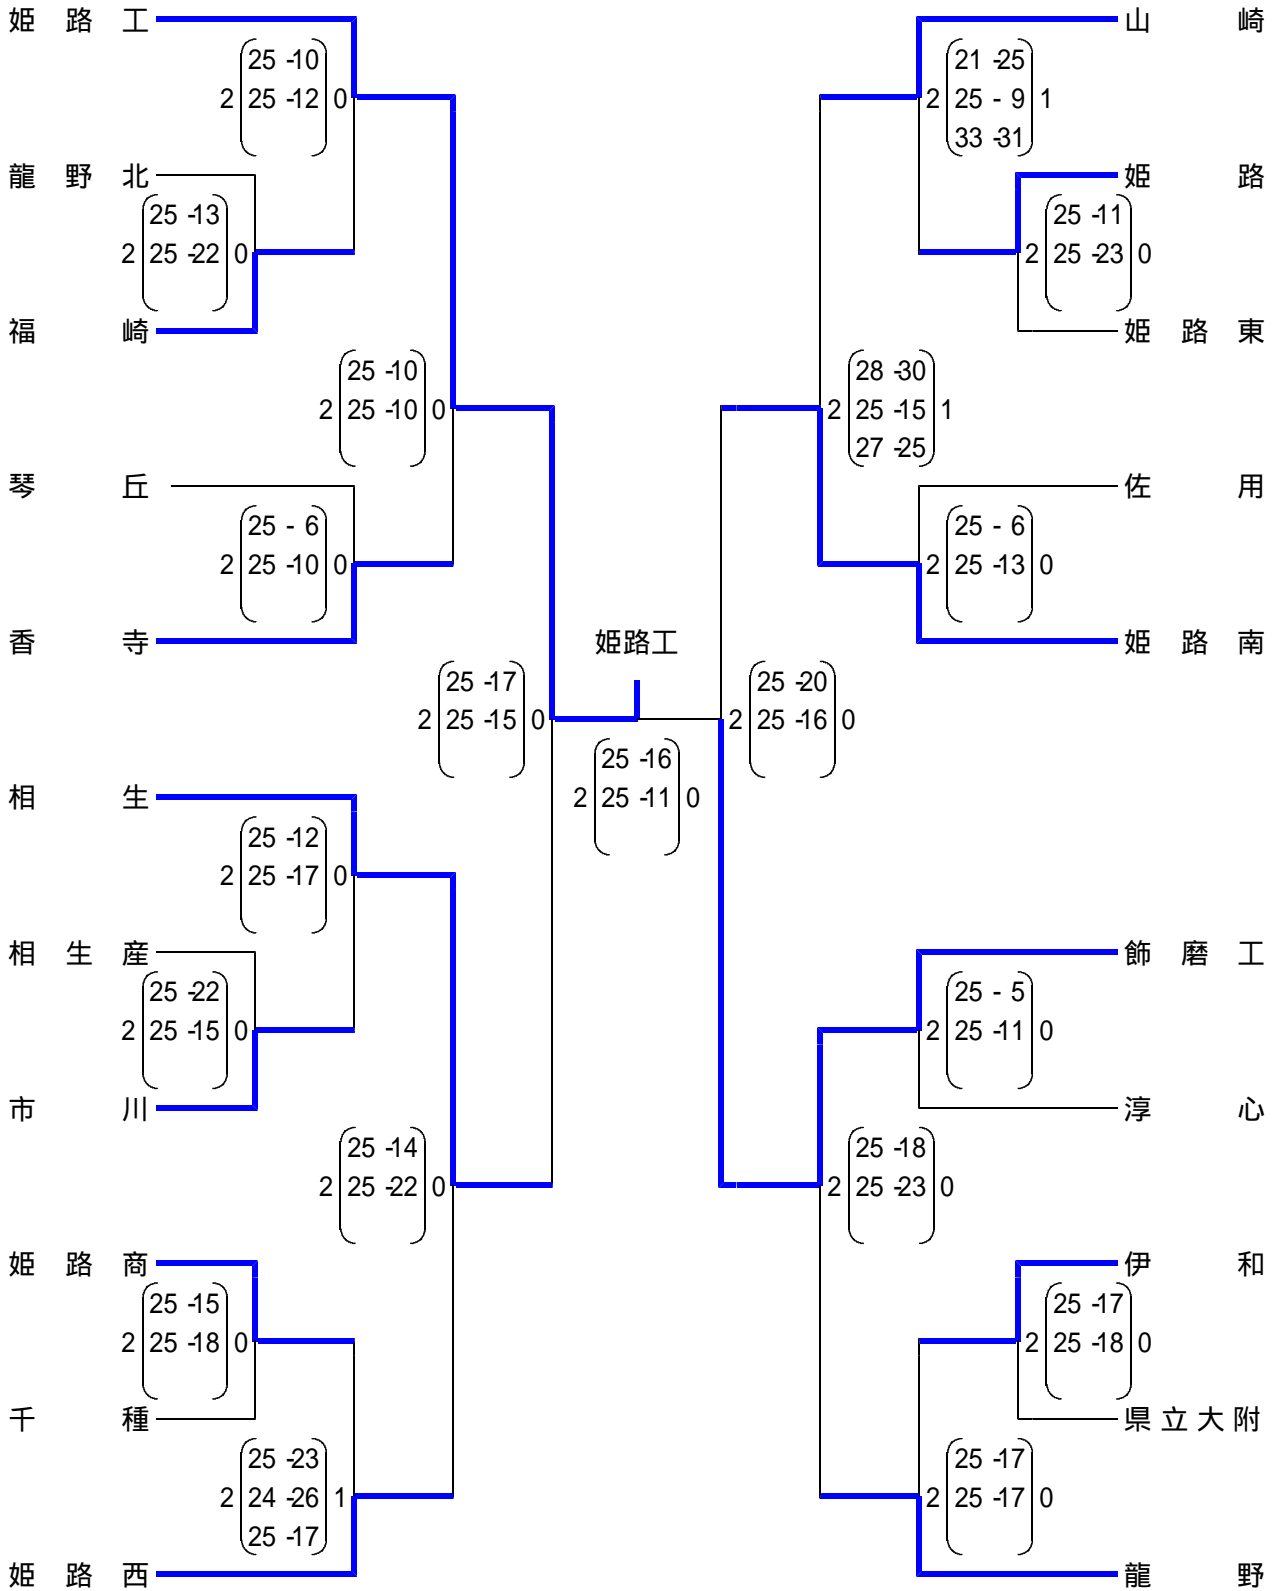 姫路工
25-10
2 25-12 0
龍野北
25-13
2 25-22 0
福崎
25-10
2 25-10 0
琴丘
25-6
2 25-10 0
香寺
25-17
2 25-15 0
相生
25-12
2 25-17 0
相生産
25-22
2 25-15 0
市川
25-14
2 25-22 0
姫路商
25-15
2 25-18 0
千種
25-23
2 24-26 1
25-17
姫路西
姫路工
25-16
2 25-11 0
山崎
21-25
2 25-9 1
33-31
姫路
25-11
2 25-23 0
姫路東
28-30
2 25-15 1
27-25
佐用
25-6
2 25-13 0
姫路南
25-20
2 25-16 0
飾磨工
25-5
2 25-11 0
淳心
25-18
2 25-23 0
伊和
25-17
2 25-18 0
県立大附
25-17
2 25-17 0
龍野